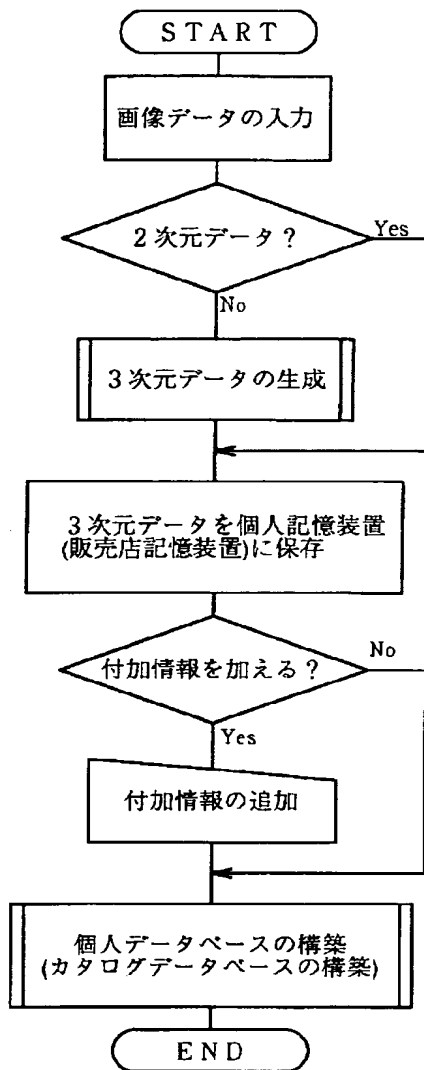 START
画像データの入力
2次元データ?
Yes
No
3次元データの生成
3次元データを個人記憶装置
(販売店記憶装置)に保存
付加情報を加える?
No
Yes
付加情報の追加
個人データベースの構築
(カタログデータベースの構築)
END